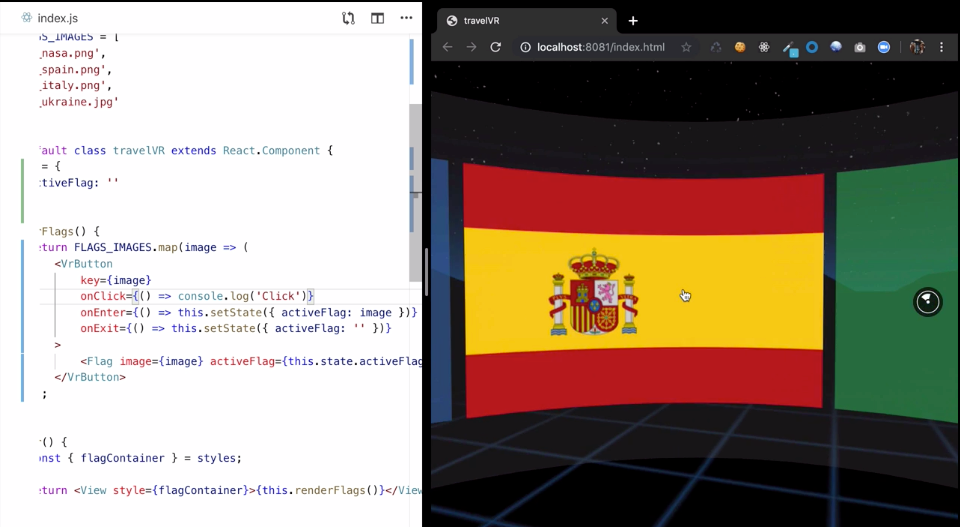 index.js
IS_IMAGES = [
_nasa.png',
_spain.png',
_italy.png',
_ukraine.jpg'
fault class travelVR extends React.Component {
= {
ctiveFlag: ''
rFlags() {
eturn FLAGS_IMAGES.map(image => (
<VrButton
key={image}
onClick={() => console.log('Click')}
onEnter={() => this.setState({ activeFlag: image })}
onExit={() => this.setState({ activeFlag: '' })}
>
<Flag image={image} activeFlag={this.state.activeFlag
</VrButton>
;
r() {
onst { flagContainer } = styles;
eturn <View style={flagContainer}>{this.renderFlags()}</View
travelVR
localhost:8081/index.html